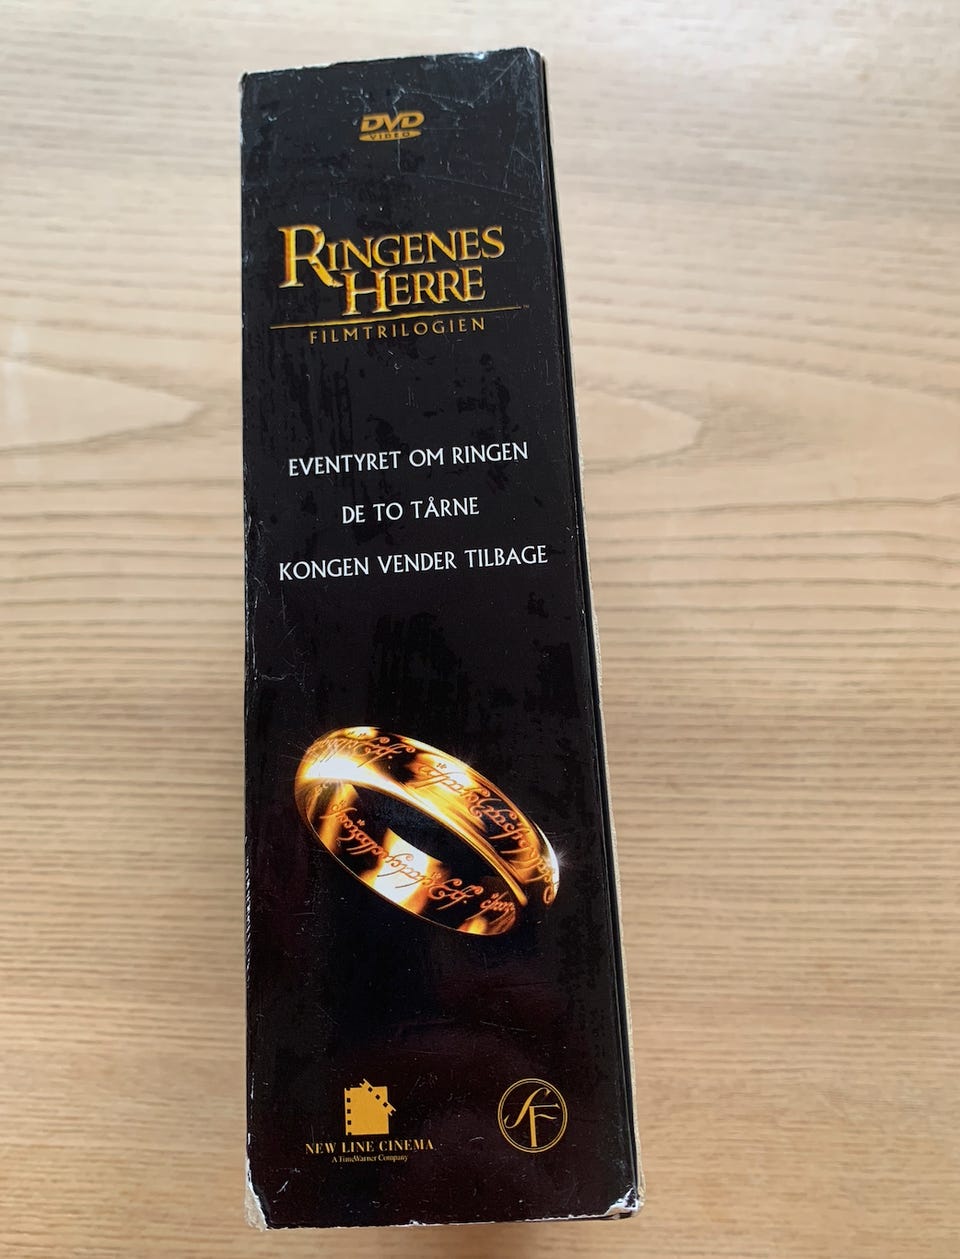 DVD
VIDEO
RINGENES
HERRE
™
FILMTRILOGIEN
EVENTYRET OM RINGEN
DE TO TÅRNE
KONGEN VENDER TILBAGE
NEW LINE CINEMA
A TimeWarner Company
SF